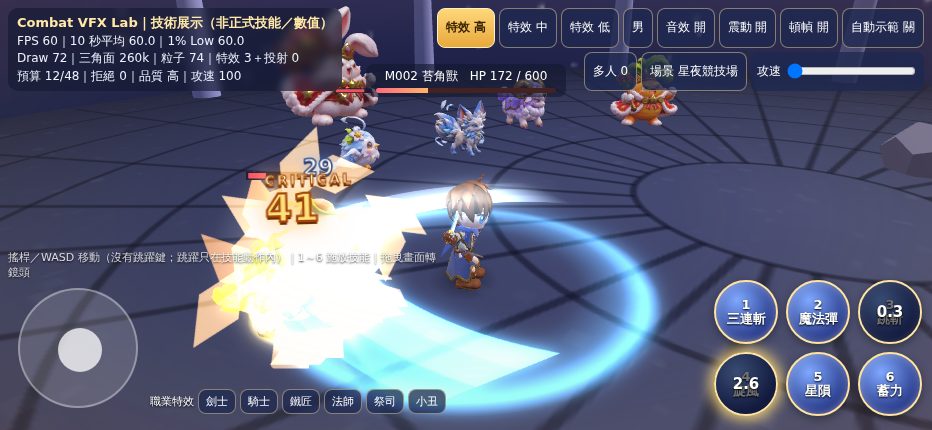 Combat VFX Lab｜技術展示（非正式技能／數值）
FPS 60｜10 秒平均 60.0｜1% Low 60.0
Draw 72｜三角面 260k｜粒子 74｜特效 3＋投射 0
預算 12/48｜拒絕 0｜品質 高｜攻速 100
特效 高
特效 中
特效 低
男
音效 開
震動 開
頓幀 開
自動示範 關
M002 苔角獸 HP 172 / 600
多人 0
場景 星夜競技場
攻速
29
CRITICAL
41
搖桿／WASD 移動（沒有跳躍鍵；跳躍只在技能動作內）｜1～6 施放技能｜拖曳畫面轉
鏡頭
1
三連斬
2
魔法彈
3
0.3
跳斬
4
2.6
旋風
5
星隕
6
蓄力
職業特效
劍士
騎士
鐵匠
法師
祭司
小丑